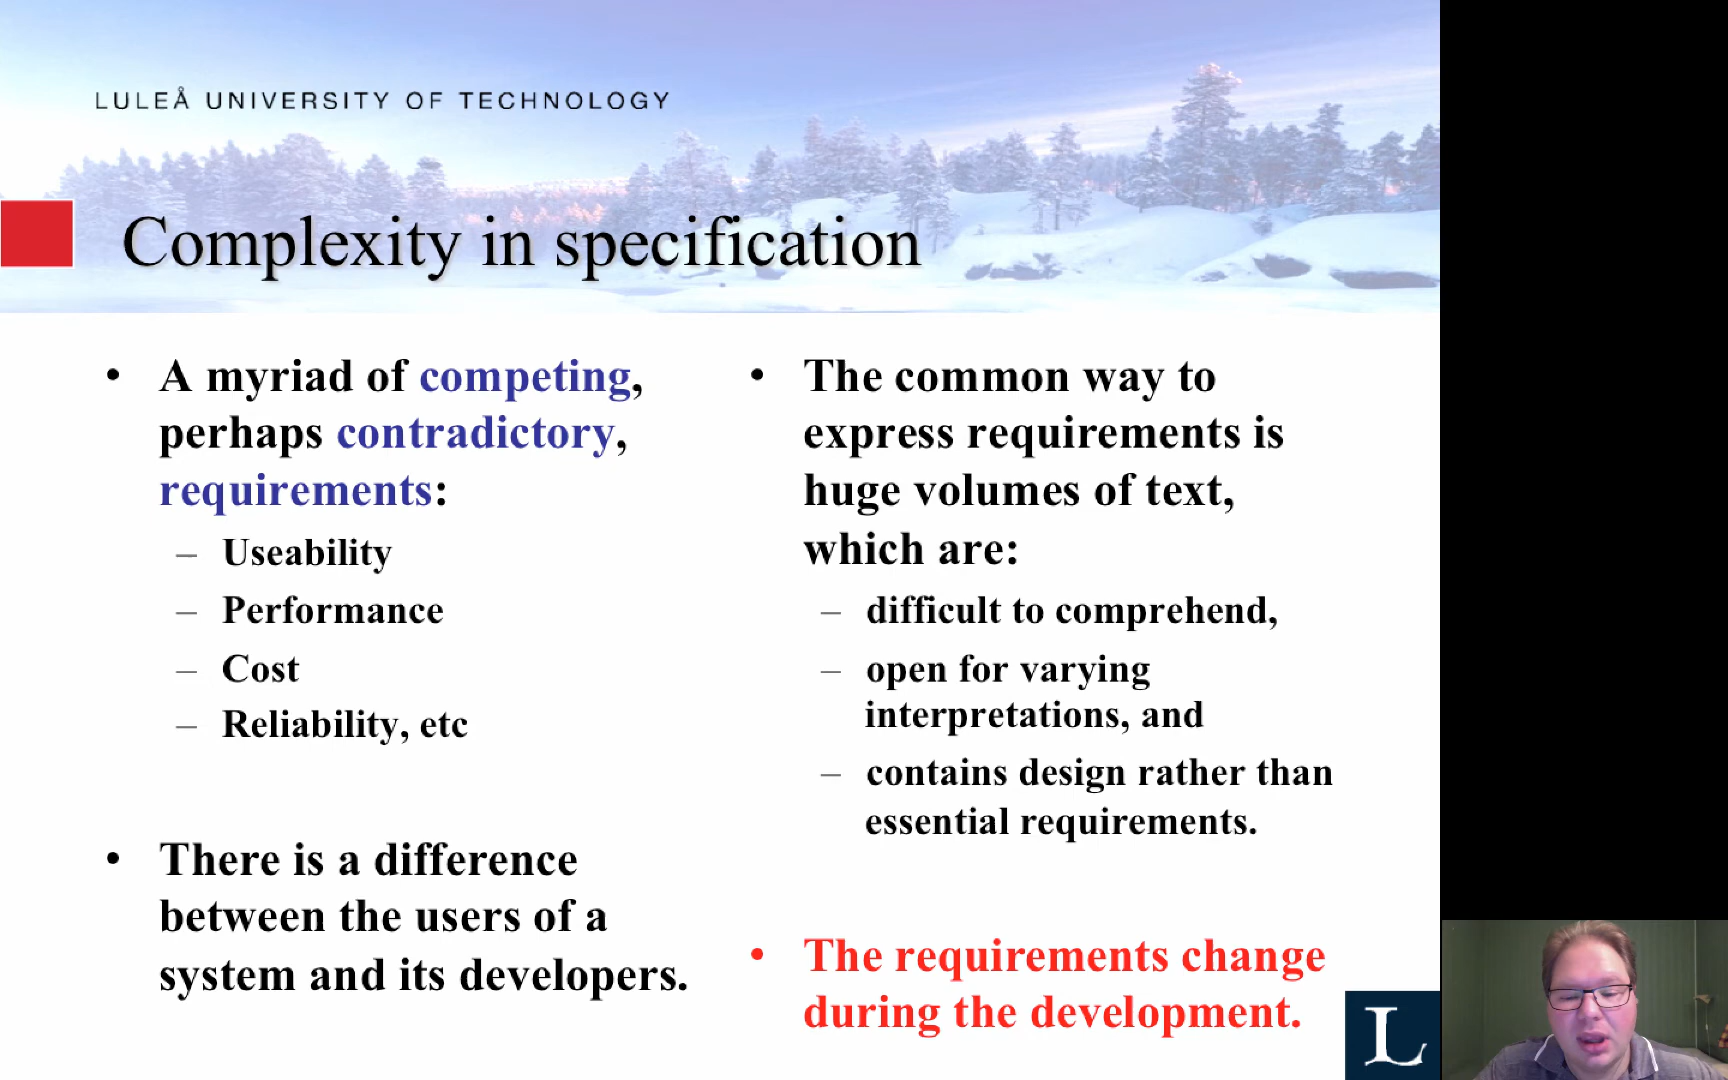 LULEÅ UNIVERSITY OF TECHNOLOGY
Complexity in specification
• A myriad of competing,
perhaps contradictory,
requirements:
– Useability
– Performance
– Cost
– Reliability, etc
• There is a difference
between the users of a
system and its developers.
• The common way to
express requirements is
huge volumes of text,
which are:
– difficult to comprehend,
– open for varying
interpretations, and
– contains design rather than
essential requirements.
• The requirements change
during the development.
L